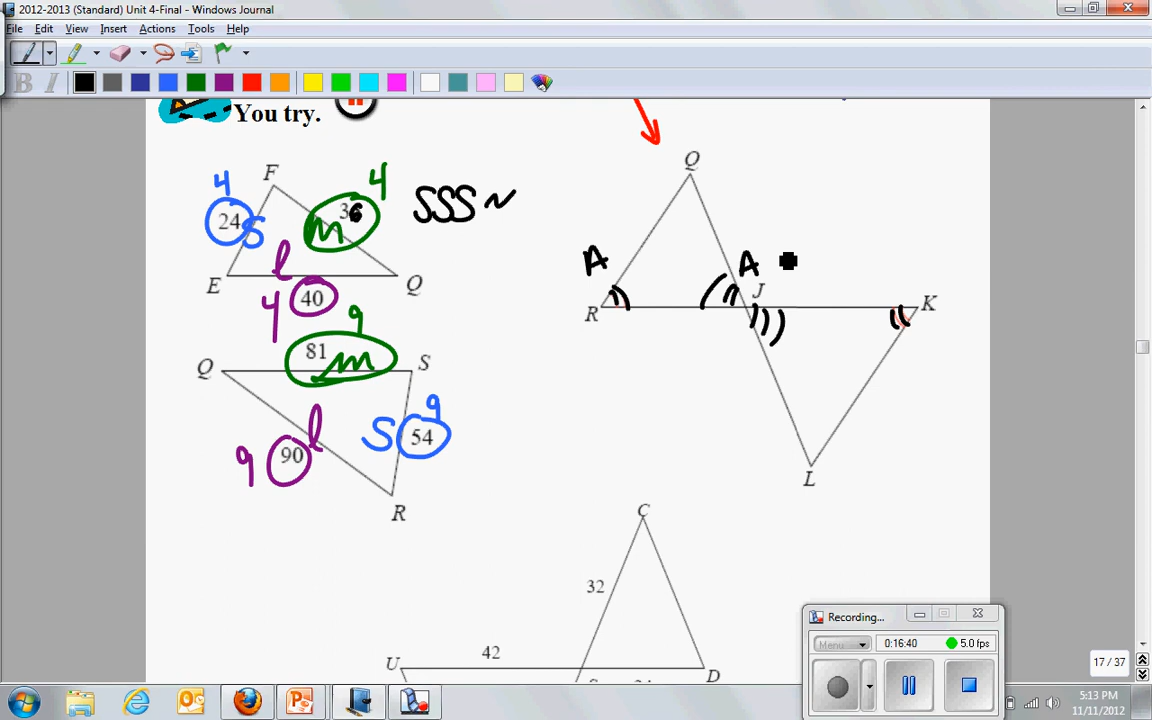 2012-2013 (Standard) Unit 4-Final - Windows Journal
File Edit View Insert Actions Tools Help
B I
You try.
F
4
24 S
36 m
4
SSS ~
E
l
Q
4 40
9
Q
81 m
S
l
S 54
9
9 90
R
Q
A
A
J
R
K
L
C
32
42
U
D
Recording...
Menu
0:16:40
5.0 fps
17 / 37
5:13 PM
11/11/2012